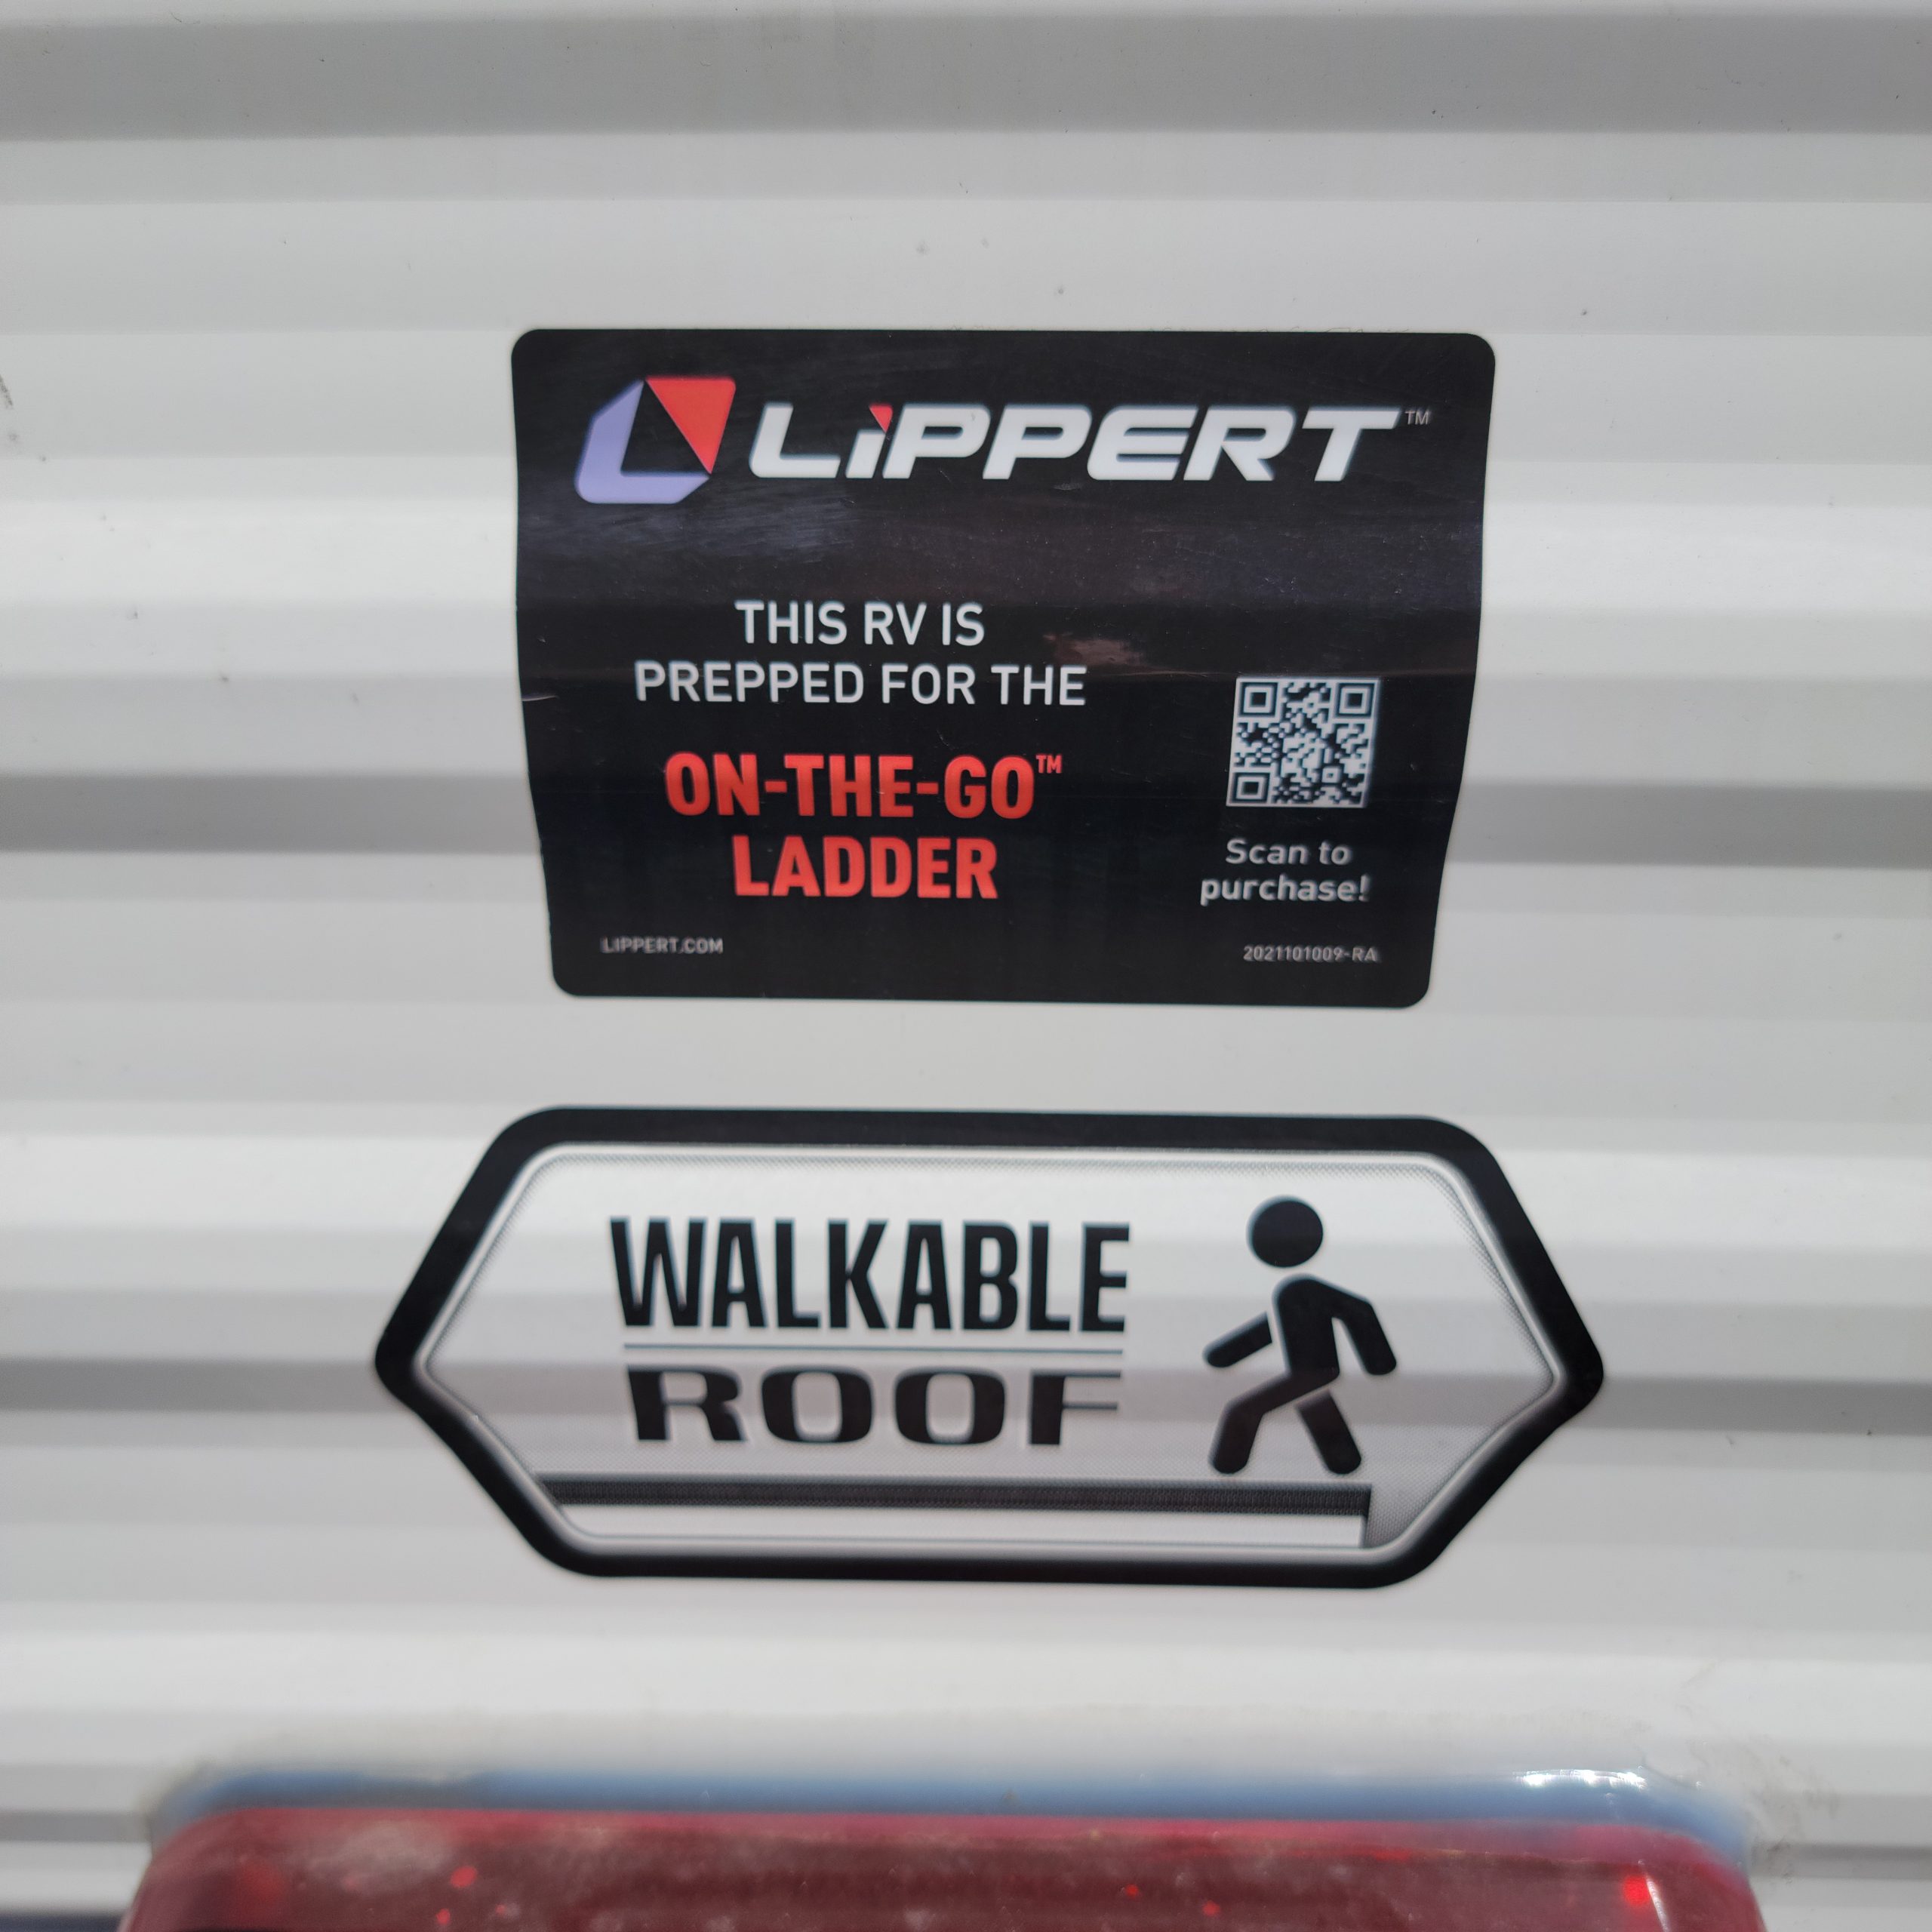 LiPPERT™
THIS RV IS
PREPPED FOR THE
ON-THE-GO™
LADDER
Scan to
purchase!
LIPPERT.COM
2021101009-RA
WALKABLE
ROOF